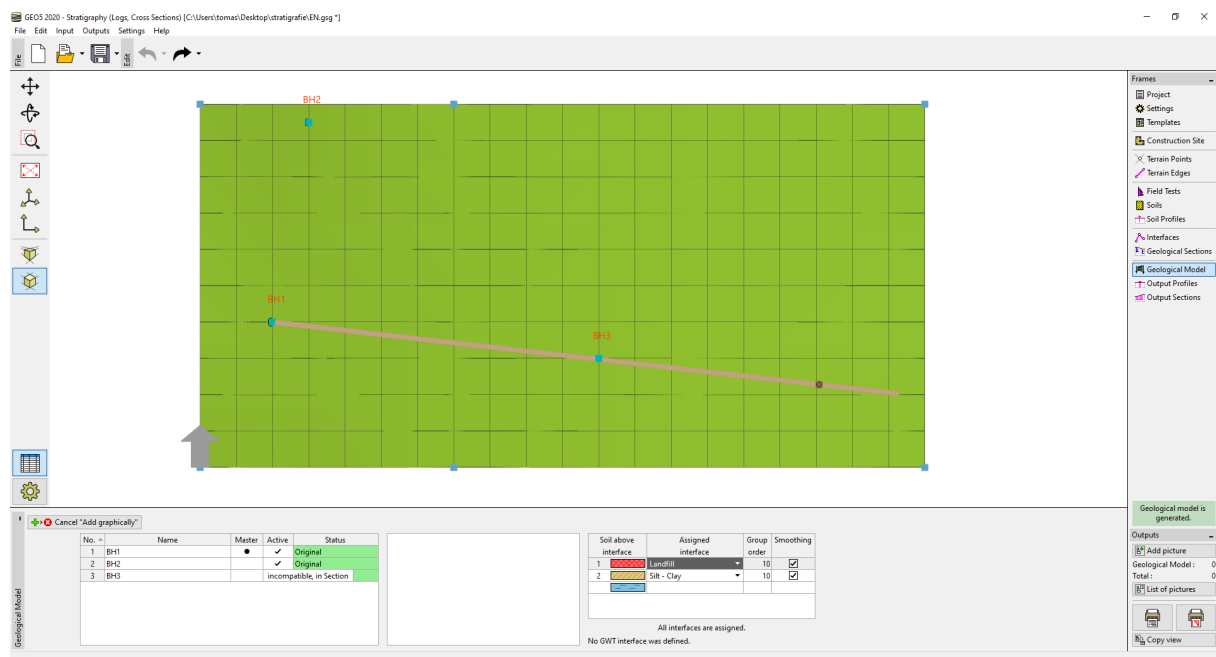 GEO5 2020 - Stratigraphy (Logs, Cross Sections) [C:\Users\tomas\Desktop\stratigrafie\EN.gsg *]
File Edit Input Outputs Settings Help
File
Edit
BH2
BH1
BH3
Frames
Project
Settings
Templates
Construction Site
Terrain Points
Terrain Edges
Field Tests
Soils
Soil Profiles
Interfaces
Geological Sections
Geological Model
Output Profiles
Output Sections
Geological model is
generated.
Outputs
Add picture
Geological Model : 0
Total : 0
List of pictures
Copy view
Geological Model
Cancel "Add graphically"
No. Name Master Active Status
1 BH1 Original
2 BH2 Original
3 BH3 incompatible, in Section
Soil above Assigned Group Smoothing
interface interface order
1 Landfill 10
2 Silt - Clay 10
All interfaces are assigned.
No GWT interface was defined.